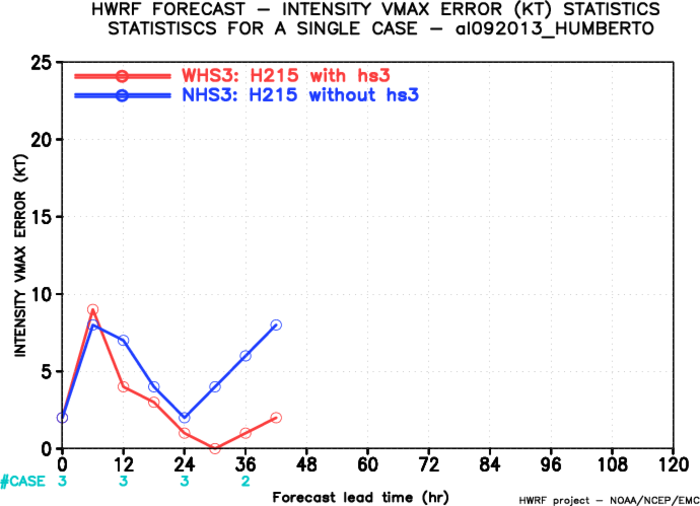 HWRF FORECAST – INTENSITY VMAX ERROR (KT) STATISTICS
STATISTISCS FOR A SINGLE CASE – al092013_HUMBERTO
WHS3: H215 with hs3
NHS3: H215 without hs3
INTENSITY VMAX ERROR (KT)
25
20
15
10
5
0
0 12 24 36 48 60 72 84 96 108 120
#CASE 3 3 3 2
Forecast lead time (hr)
HWRF project – NOAA/NCEP/EMC